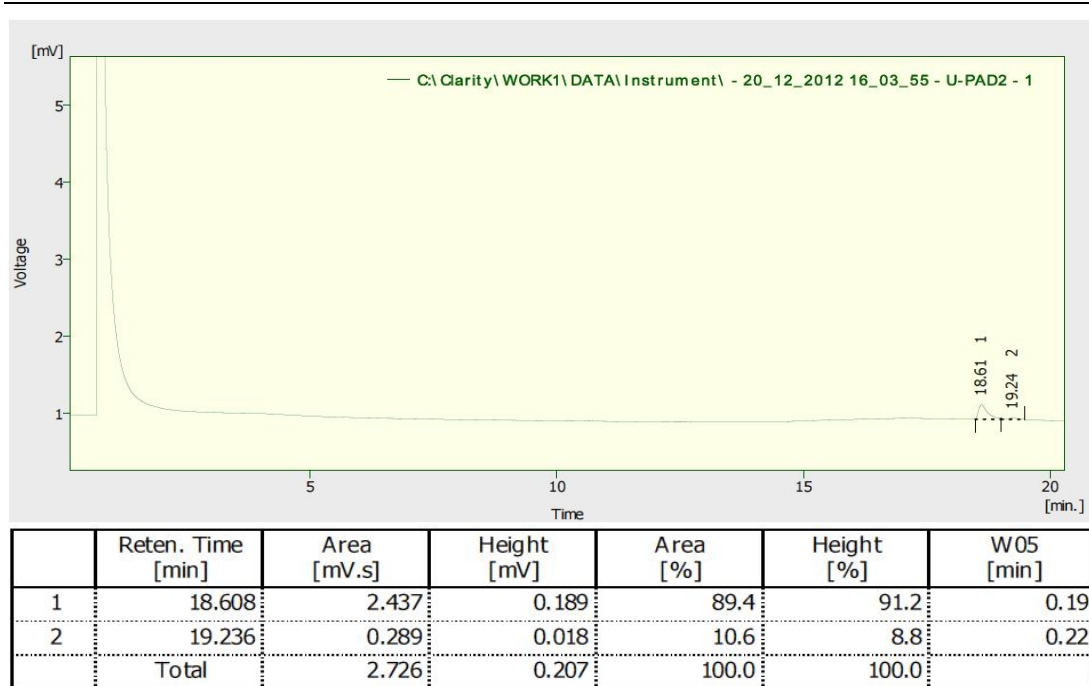 [mV]
C:\Clarity\WORK1\DATA\Instrument\ - 20_12_2012 16_03_55 - U-PAD2 - 1
5
4
3
2
1
Voltage
18.61 1
19.24 2
5
10
15
20
Time
[min.]
Reten. Time Area Height Area Height W05
[min] [mV.s] [mV] [%] [%] [min]
1 18.608 2.437 0.189 89.4 91.2 0.19
2 19.236 0.289 0.018 10.6 8.8 0.22
Total 2.726 0.207 100.0 100.0